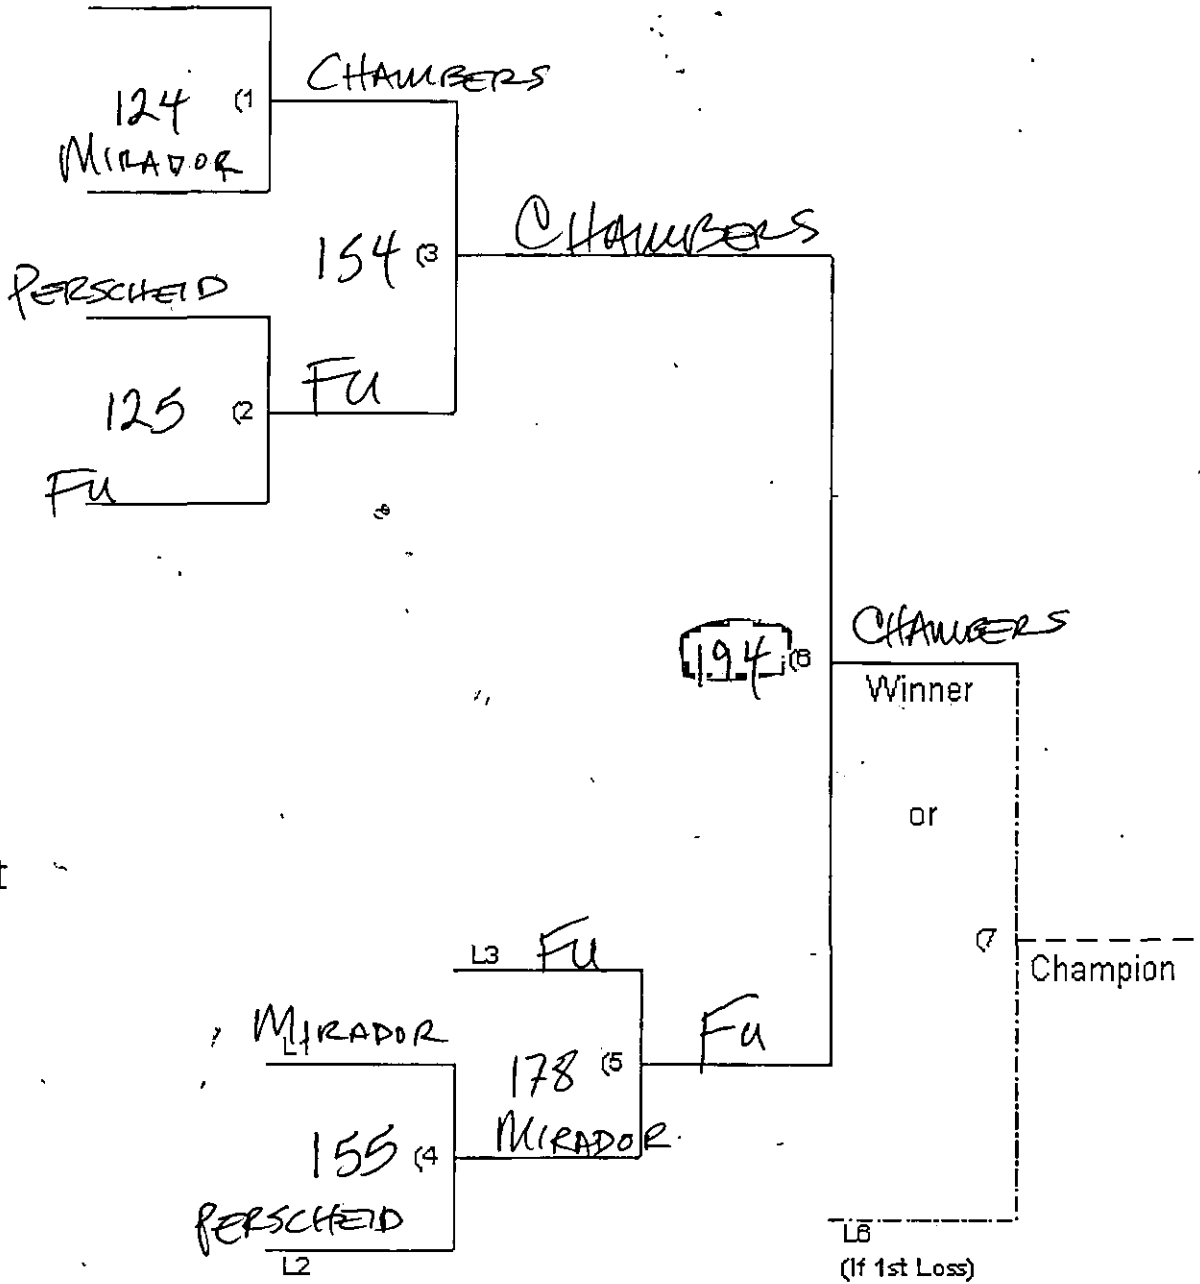 CHAMBERS
124 (1
MIRADOR
CHAMBERS
154 (3
PERSCHEID
FU
125 (2
FU
CHAMBERS
194 (6
Winner
or
t
L3 FU
(7
Champion
MIRADOR
L1
FU
178 (5
MIRADOR
155 (4
PERSCHEID
L2
L6
(If 1st Loss)